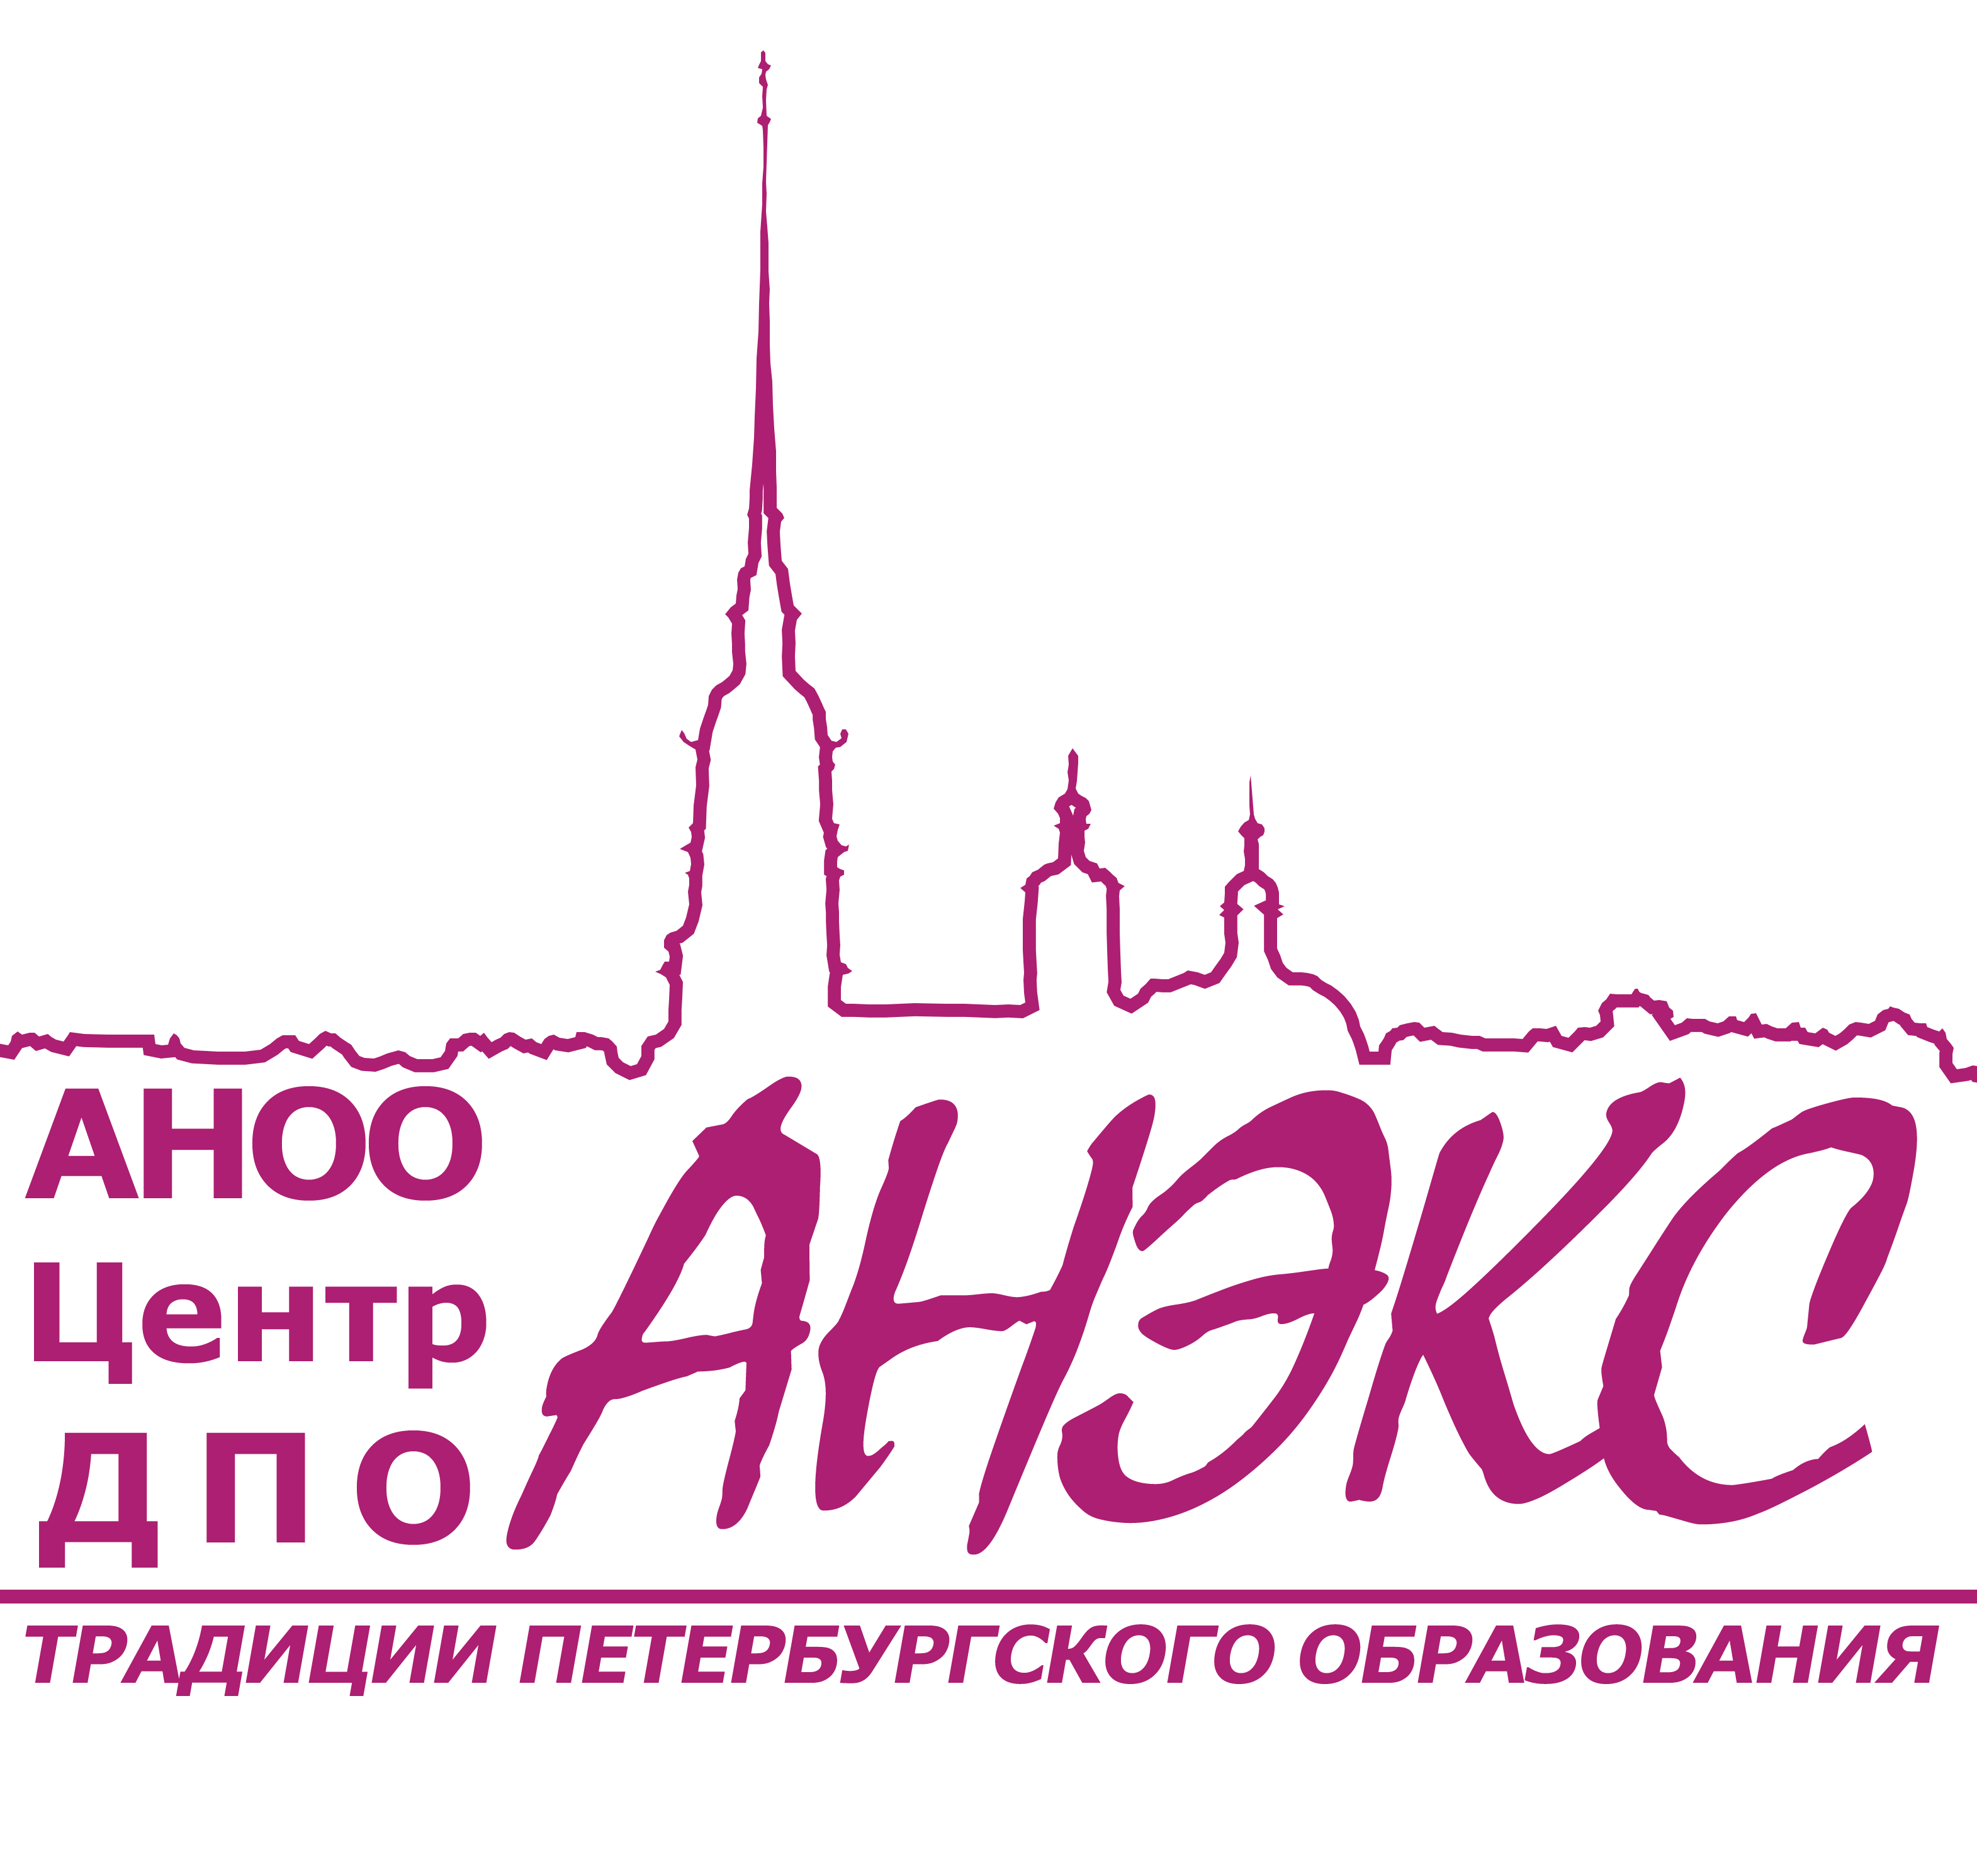 АНОО
Центр
ДПО
АНЭКС
ТРАДИЦИИ ПЕТЕРБУРГСКОГО ОБРАЗОВАНИЯ